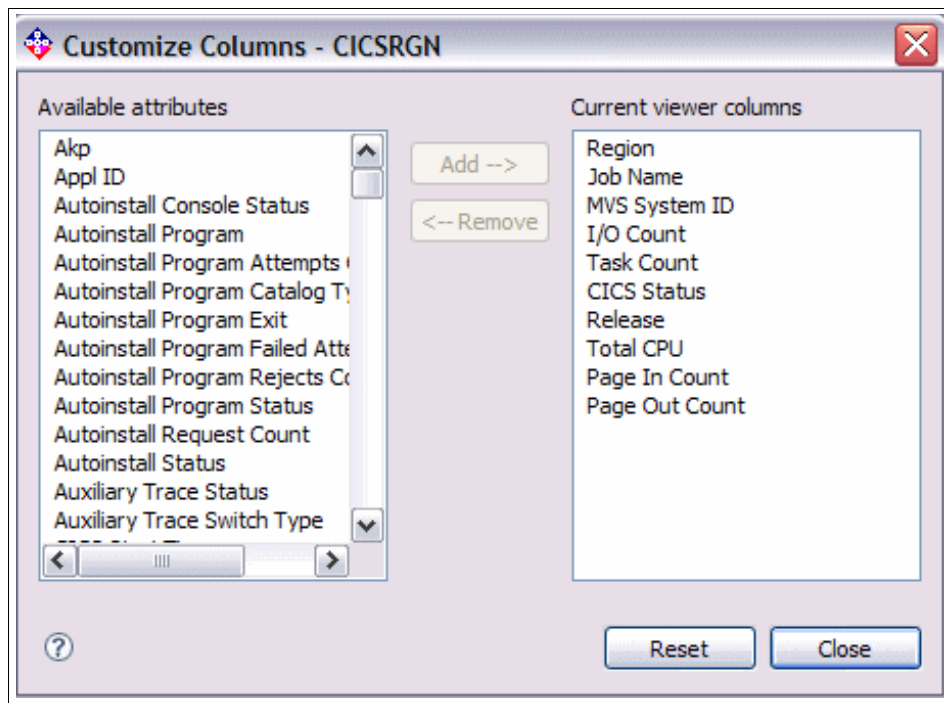 Customize Columns - CICSRGN
Available attributes
Akp
Appl ID
Autoinstall Console Status
Autoinstall Program
Autoinstall Program Attempts
Autoinstall Program Catalog Ty
Autoinstall Program Exit
Autoinstall Program Failed Atte
Autoinstall Program Rejects Co
Autoinstall Program Status
Autoinstall Request Count
Autoinstall Status
Auxiliary Trace Status
Auxiliary Trace Switch Type
Add -->
<-- Remove
Current viewer columns
Region
Job Name
MVS System ID
I/O Count
Task Count
CICS Status
Release
Total CPU
Page In Count
Page Out Count
?
Reset
Close